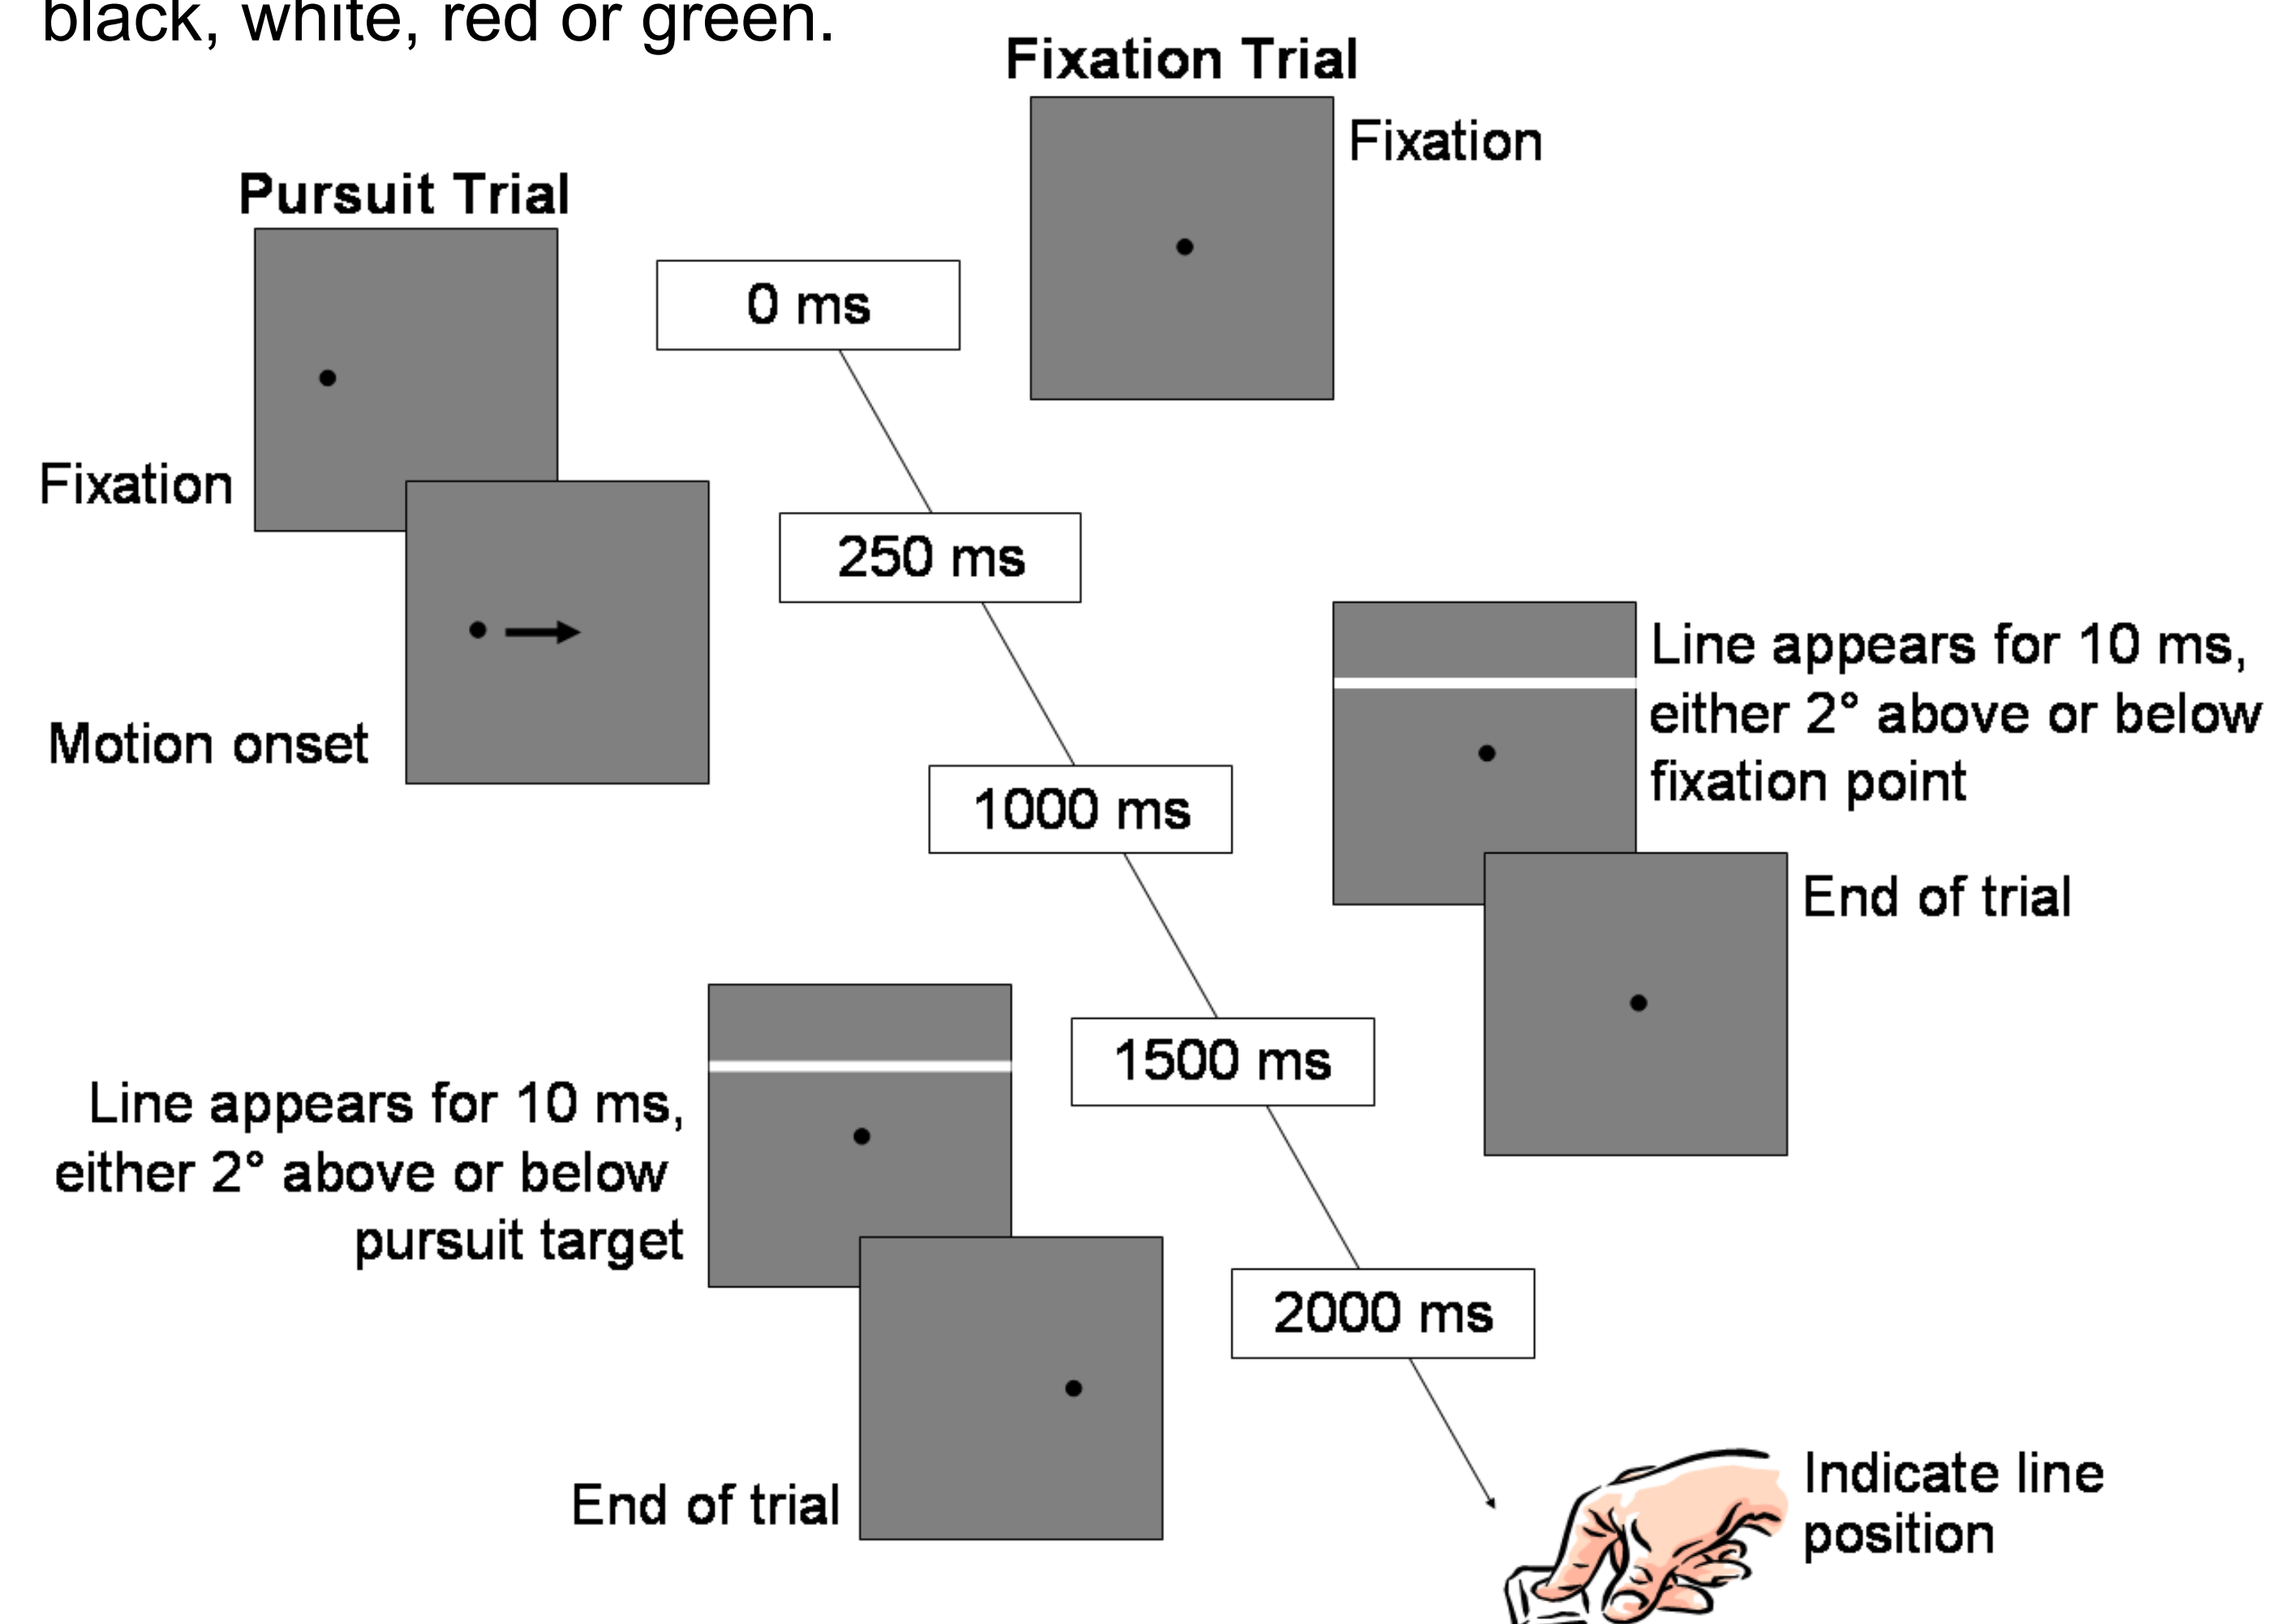 black, white, red or green.
Fixation Trial
Fixation
Pursuit Trial
0 ms
Fixation
250 ms
Motion onset
Line appears for 10 ms,
either 2° above or below
fixation point
1000 ms
End of trial
1500 ms
Line appears for 10 ms,
either 2° above or below
pursuit target
2000 ms
End of trial
Indicate line
position